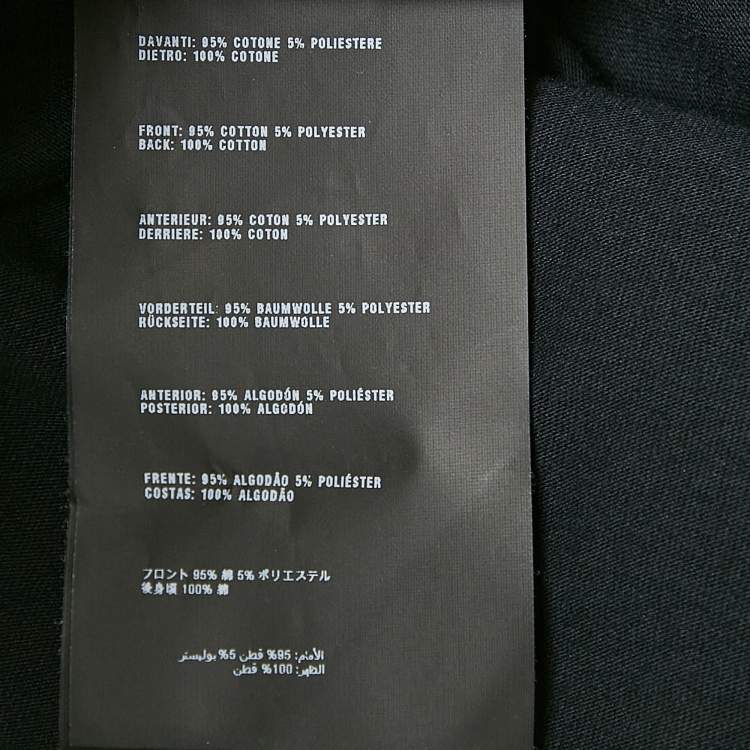 DAVANTI: 95% COTONE 5% POLIESTERE
DIETRO: 100% COTONE
FRONT: 95% COTTON 5% POLYESTER
BACK: 100% COTTON
ANTERIEUR: 95% COTON 5% POLYESTER
DERRIERE: 100% COTON
VORDERTEIL: 95% BAUMWOLLE 5% POLYESTER
RÜCKSEITE: 100% BAUMWOLLE
ANTERIOR: 95% ALGODÓN 5% POLIÉSTER
POSTERIOR: 100% ALGODÓN
FRENTE: 95% ALGODÃO 5% POLIÉSTER
COSTAS: 100% ALGODÃO
フロント 95% 綿 5% ポリエステル
後身頃 100% 綿
الأمام: 95% قطن 5% بوليستر
الظهر: 100% قطن